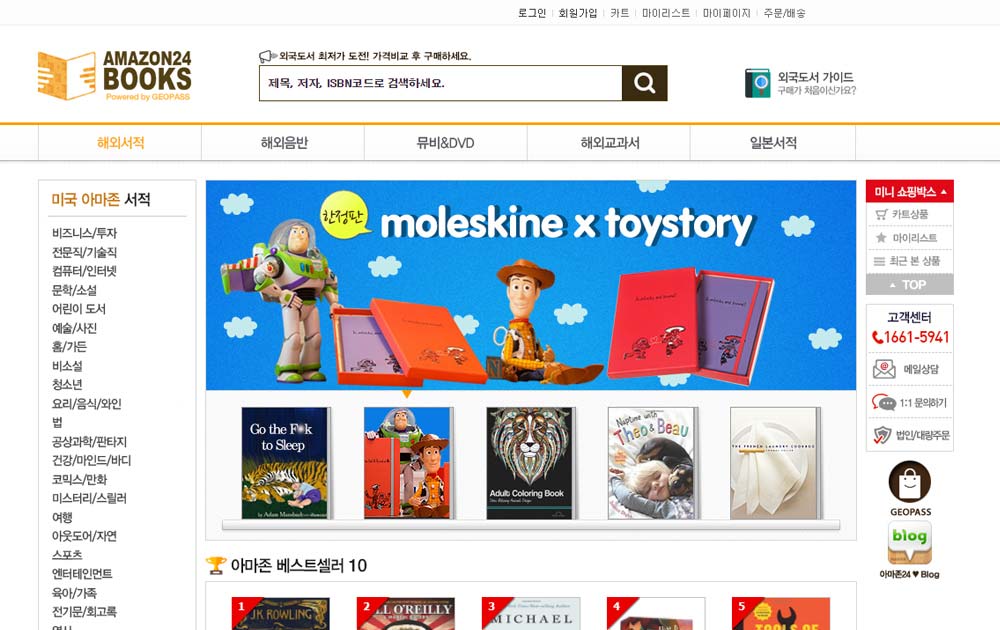 로그인 | 회원가입 | 카트 | 마이리스트 | 마이페이지 | 주문/배송
AMAZON24
BOOKS
Powered by GEOPASS
외국도서 최저가 도전! 가격비교 후 구매하세요.
제목, 저자, ISBN코드로 검색하세요.
외국도서 가이드
구매가 처음이신가요?
해외서적
해외음반
뮤비&DVD
해외교과서
일본서적
미국 아마존 서적
비즈니스/투자
전문직/기술직
컴퓨터/인터넷
문학/소설
어린이 도서
예술/사진
홈/가든
비소설
청소년
요리/음식/와인
법
공상과학/판타지
건강/마인드/바디
코믹스/만화
미스터리/스릴러
여행
아웃도어/자연
스포츠
엔터테인먼트
육아/가족
전기문/회고록
한정판
moleskine x toystory
Go the F k
to Sleep
by Adam Mansbach
Adult Coloring Book
Naptime with
Theo & Beau
THE FRENCH LAUNDRY COOKBOOK
아마존 베스트셀러 10
1
J.K. ROWLING
2
BILL O'REILLY
3
MICHAEL
4
5
TOOLS OF
미니 쇼핑박스
카트상품
마이리스트
최근 본 상품
TOP
고객센터
1661-5941
메일상담
1:1 문의하기
법인/대량주문
GEOPASS
blog
아마존24 ♥ Blog